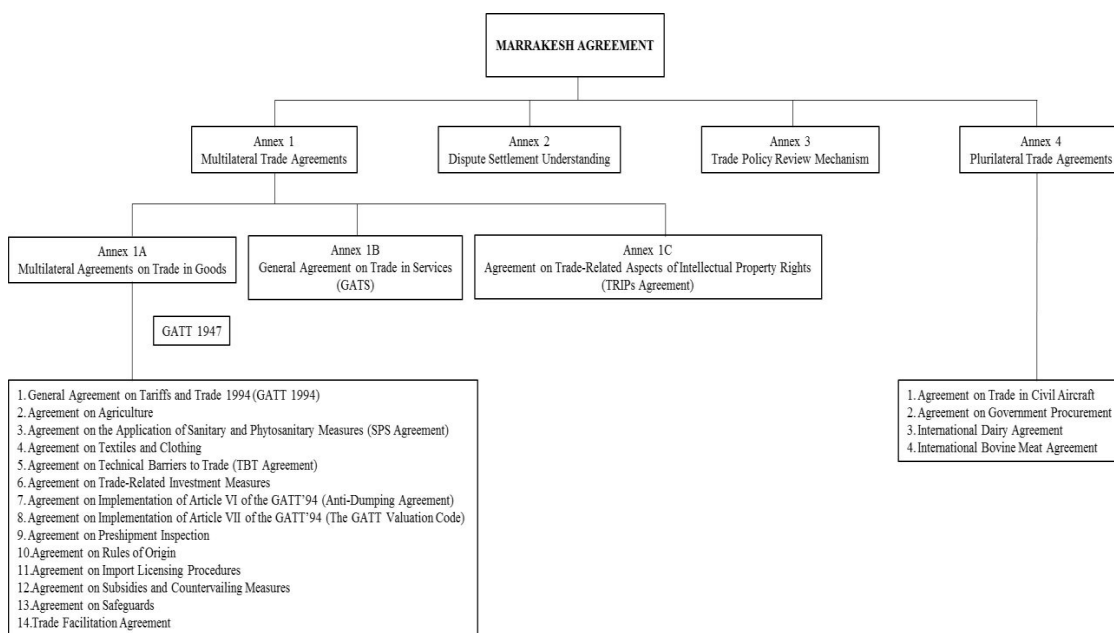 MARRAKESH AGREEMENT
Annex 1
Multilateral Trade Agreements
Annex 2
Dispute Settlement Understanding
Annex 3
Trade Policy Review Mechanism
Annex 4
Plurilateral Trade Agreements
Annex 1A
Multilateral Agreements on Trade in Goods
Annex 1B
General Agreement on Trade in Services
(GATS)
Annex 1C
Agreement on Trade-Related Aspects of Intellectual Property Rights
(TRIPs Agreement)
GATT 1947
1. General Agreement on Tariffs and Trade 1994 (GATT 1994)
2. Agreement on Agriculture
3. Agreement on the Application of Sanitary and Phytosanitary Measures (SPS Agreement)
4. Agreement on Textiles and Clothing
5. Agreement on Technical Barriers to Trade (TBT Agreement)
6. Agreement on Trade-Related Investment Measures
7. Agreement on Implementation of Article VI of the GATT'94 (Anti-Dumping Agreement)
8. Agreement on Implementation of Article VII of the GATT'94 (The GATT Valuation Code)
9. Agreement on Preshipment Inspection
10. Agreement on Rules of Origin
11. Agreement on Import Licensing Procedures
12. Agreement on Subsidies and Countervailing Measures
13. Agreement on Safeguards
14. Trade Facilitation Agreement
1. Agreement on Trade in Civil Aircraft
2. Agreement on Government Procurement
3. International Dairy Agreement
4. International Bovine Meat Agreement